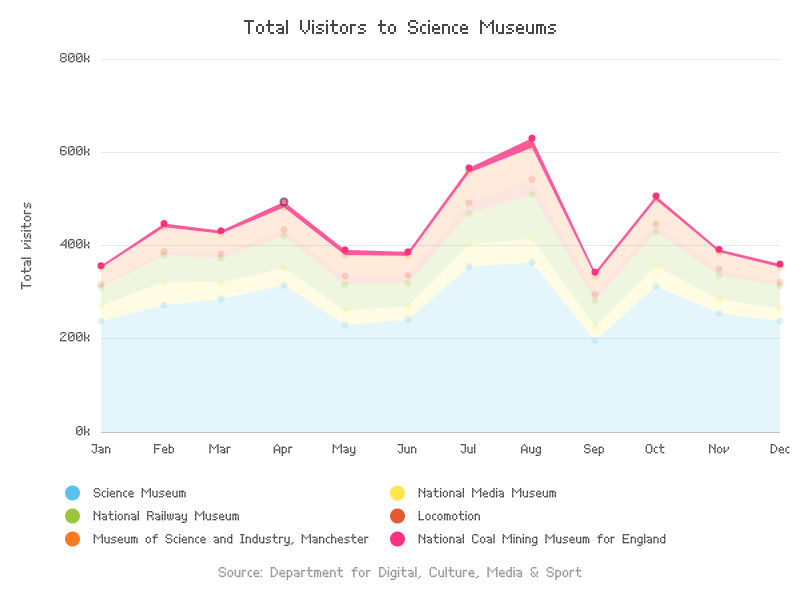 Total Visitors to Science Museums
800k
600k
400k
200k
0k
Total visitors
Jan Feb Mar Apr May Jun Jul Aug Sep Oct Nov Dec
Science Museum
National Media Museum
National Railway Museum
Locomotion
Museum of Science and Industry, Manchester
National Coal Mining Museum for England
Source: Department for Digital, Culture, Media & Sport